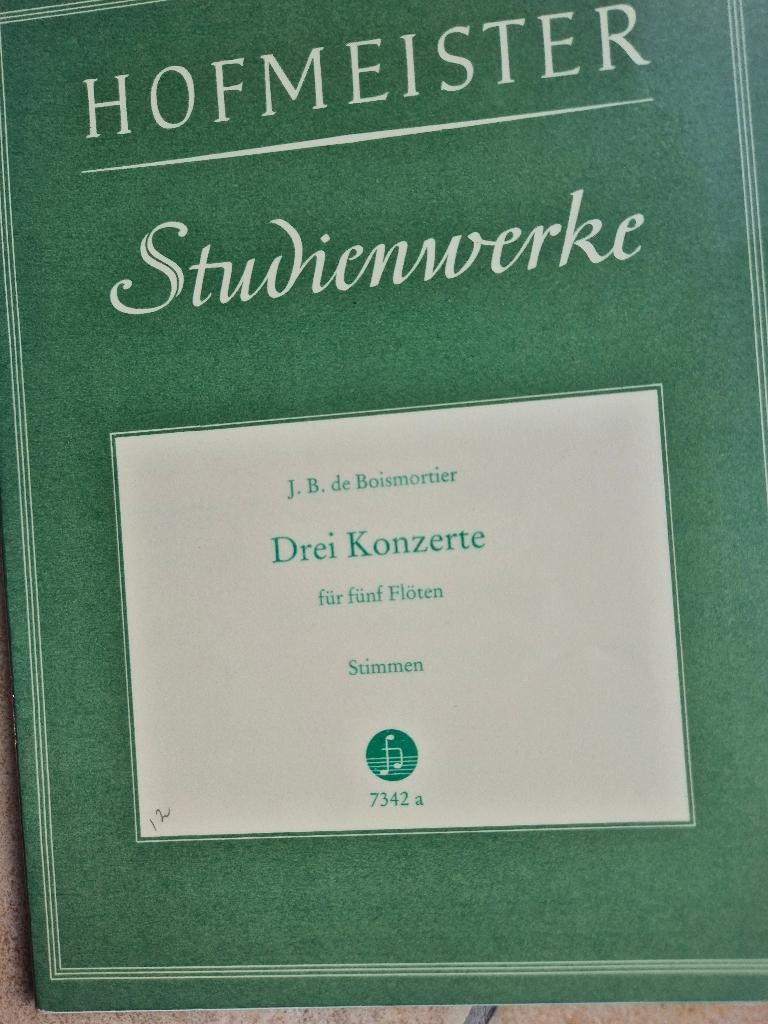 HOFMEISTER
Studienwerke
J. B. de Boismortier
Drei Konzerte
für fünf Flöten
Stimmen
7342 a
12